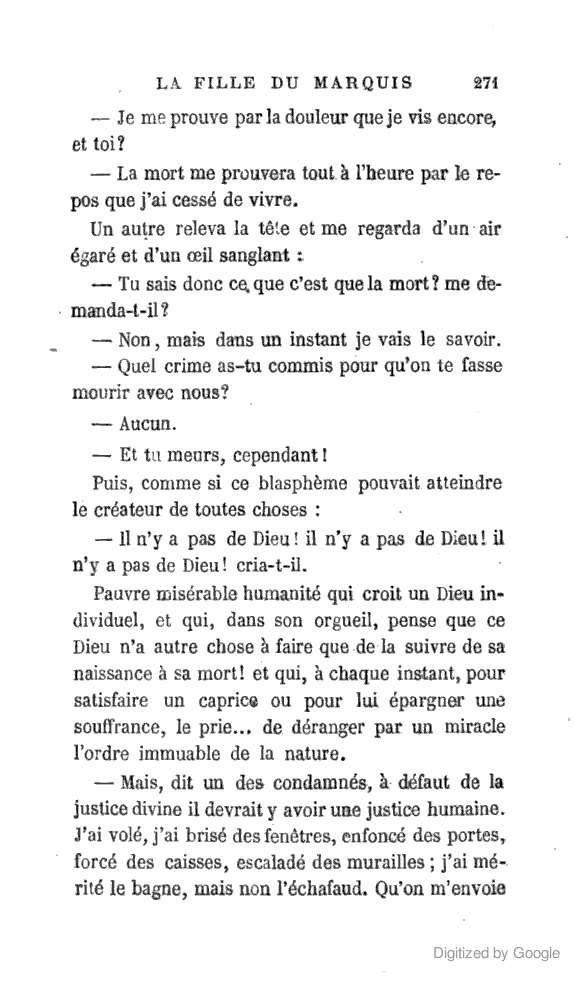 LA FILLE DU MARQUIS 271
— Je me prouve par la douleur que je vis encore,
et toi?
— La mort me prouvera tout à l'heure par le re-
pos que j'ai cessé de vivre.
Un autre releva la tête et me regarda d'un air
égaré et d'un œil sanglant :
— Tu sais donc ce que c'est que la mort? me de-
manda-t-il?
— Non, mais dans un instant je vais le savoir.
— Quel crime as-tu commis pour qu'on te fasse
mourir avec nous?
— Aucun.
— Et tu meurs, cependant!
Puis, comme si ce blasphème pouvait atteindre
le créateur de toutes choses :
— Il n'y a pas de Dieu! il n'y a pas de Dieu! il
n'y a pas de Dieu! cria-t-il.
Pauvre misérable humanité qui croit un Dieu in-
dividuel, et qui, dans son orgueil, pense que ce
Dieu n'a autre chose à faire que de la suivre de sa
naissance à sa mort! et qui, à chaque instant, pour
satisfaire un caprice ou pour lui épargner une
souffrance, le prie... de déranger par un miracle
l'ordre immuable de la nature.
— Mais, dit un des condamnés, à défaut de la
justice divine il devrait y avoir une justice humaine.
J'ai volé, j'ai brisé des fenêtres, enfoncé des portes,
forcé des caisses, escaladé des murailles; j'ai mé-
rité le bagne, mais non l'échafaud. Qu'on m'envoie
Digitized by Google